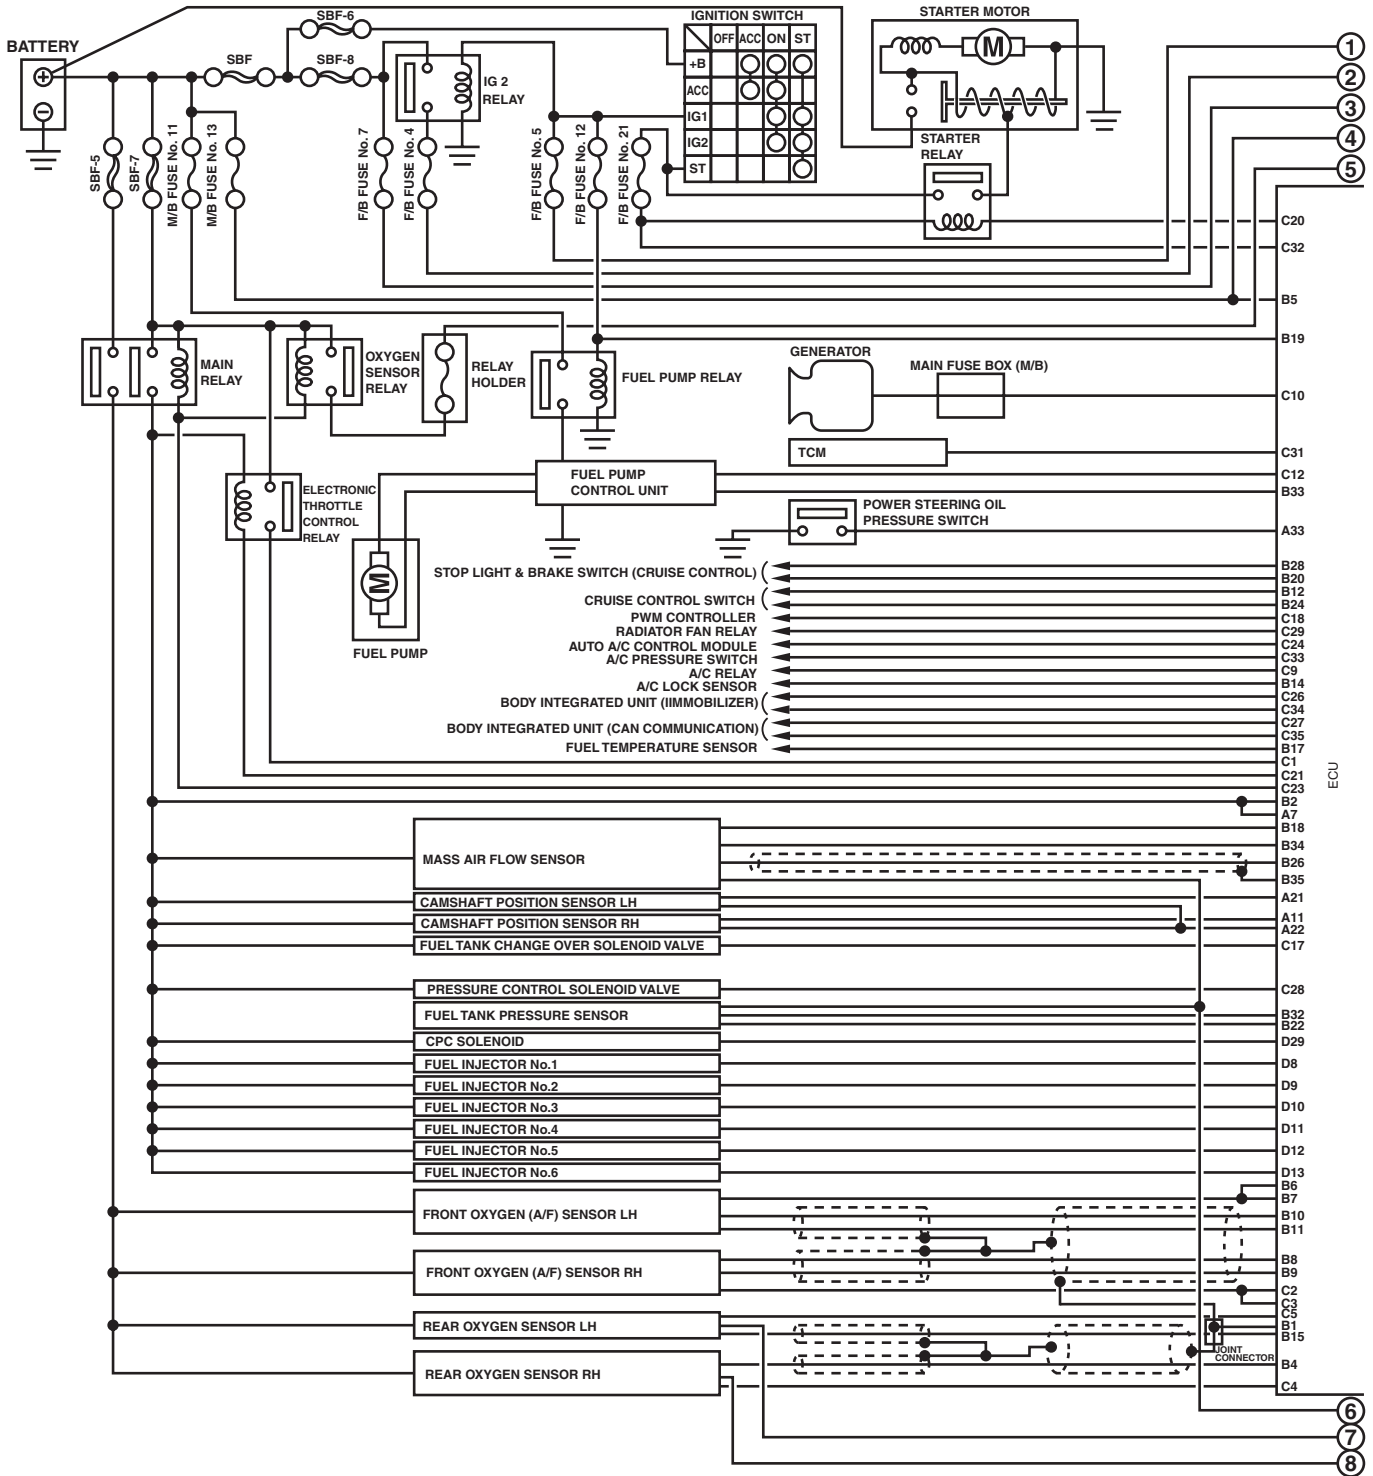 SBF-6
IGNITION SWITCH
STARTER MOTOR
BATTERY
SBF
SBF-8
OFF ACC ON ST
+B
ACC
IG1
IG2
ST
IG 2
RELAY
M
1
2
3
4
5
STARTER
RELAY
SBF-5
SBF-7
M/B FUSE No. 11
M/B FUSE No. 13
F/B FUSE No. 7
F/B FUSE No. 4
F/B FUSE No. 5
F/B FUSE No. 12
F/B FUSE No. 21
C20
C32
B5
B19
MAIN
RELAY
OXYGEN
SENSOR
RELAY
RELAY
HOLDER
FUEL PUMP RELAY
GENERATOR
MAIN FUSE BOX (M/B)
C10
TCM
C31
FUEL PUMP
CONTROL UNIT
C12
B33
ELECTRONIC
THROTTLE
CONTROL
RELAY
POWER STEERING OIL
PRESSURE SWITCH
A33
M
FUEL PUMP
STOP LIGHT & BRAKE SWITCH (CRUISE CONTROL)
B28
B20
CRUISE CONTROL SWITCH
B12
B24
PWM CONTROLLER
C18
RADIATOR FAN RELAY
C29
AUTO A/C CONTROL MODULE
C24
A/C PRESSURE SWITCH
C33
A/C RELAY
C9
A/C LOCK SENSOR
B14
BODY INTEGRATED UNIT (IIMMOBILIZER)
C26
C34
BODY INTEGRATED UNIT (CAN COMMUNICATION)
C27
C35
FUEL TEMPERATURE SENSOR
B17
C1
C21
C23
ECU
B2
A7
B18
MASS AIR FLOW SENSOR
B34
B26
B35
CAMSHAFT POSITION SENSOR LH
A21
CAMSHAFT POSITION SENSOR RH
A11
A22
FUEL TANK CHANGE OVER SOLENOID VALVE
C17
PRESSURE CONTROL SOLENOID VALVE
C28
FUEL TANK PRESSURE SENSOR
B32
B22
CPC SOLENOID
D29
FUEL INJECTOR No.1
D8
FUEL INJECTOR No.2
D9
FUEL INJECTOR No.3
D10
FUEL INJECTOR No.4
D11
FUEL INJECTOR No.5
D12
FUEL INJECTOR No.6
D13
B6
B7
FRONT OXYGEN (A/F) SENSOR LH
B10
B11
FRONT OXYGEN (A/F) SENSOR RH
B8
B9
C2
C3
C5
REAR OXYGEN SENSOR LH
B1
B15
JOINT
CONNECTOR
REAR OXYGEN SENSOR RH
B4
C4
6
7
8